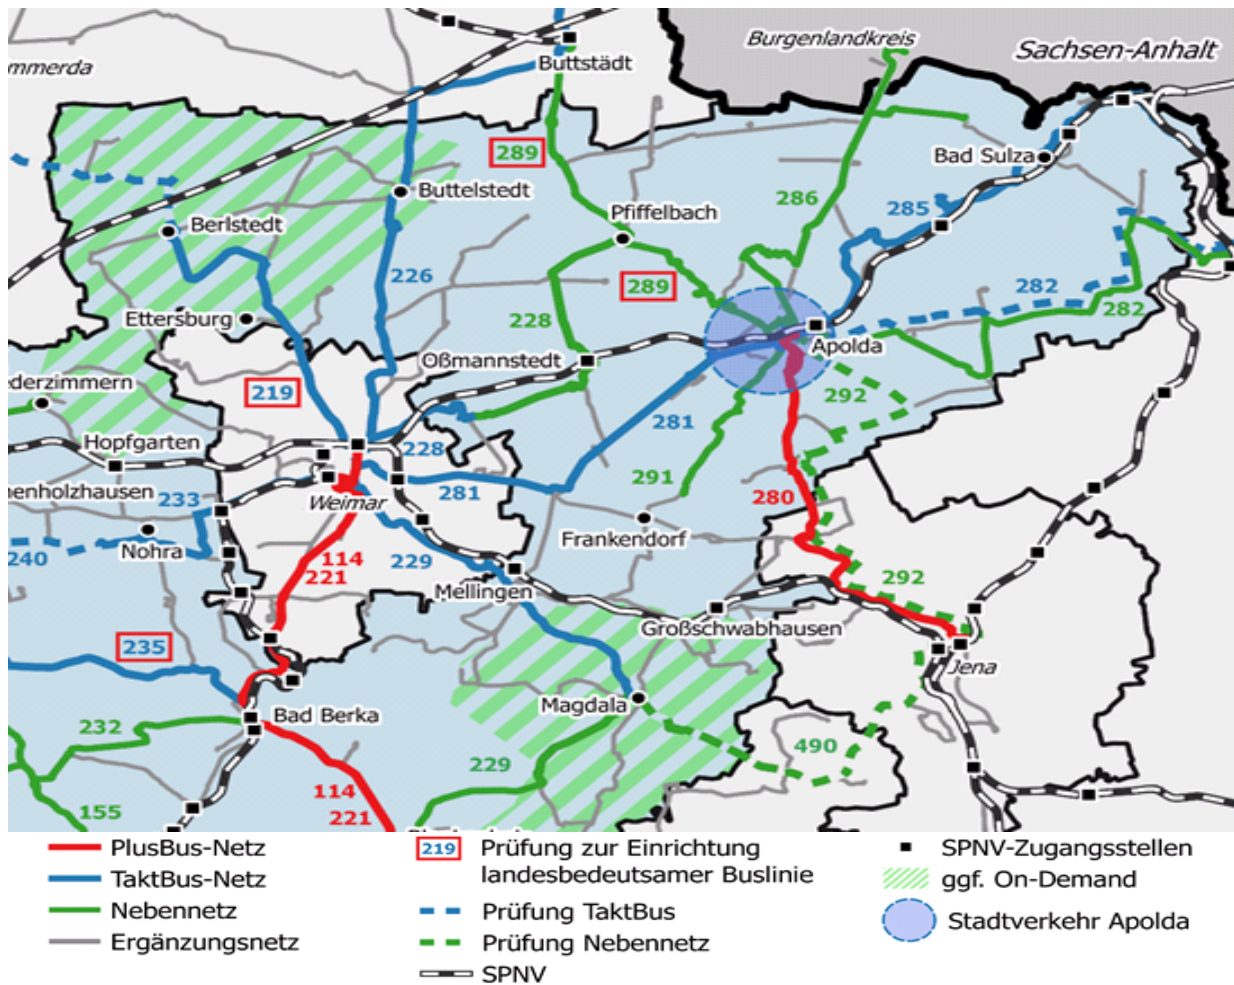 Burgenlandkreis
Sachsen-Anhalt
ommerda
Buttstädt
289
Bad Sulza
Buttelstedt
286
285
Pfiffelbach
Berlstedt
226
289
282
282
Ettersburg
228
Apolda
Oßmannstedt
ederzimmern
219
292
281
Hopfgarten
228
nenholzhausen
233
281
291
280
Weimar
Nohra
240
Frankendorf
229
114
221
292
Mellingen
Großschwabhausen
235
Jena
Magdala
Bad Berka
232
490
229
114
221
155
PlusBus-Netz
TaktBus-Netz
Nebennetz
Ergänzungsnetz
219 Prüfung zur Einrichtung
landesbedeutsamer Buslinie
Prüfung TaktBus
Prüfung Nebennetz
SPNV
SPNV-Zugangsstellen
ggf. On-Demand
Stadtverkehr Apolda